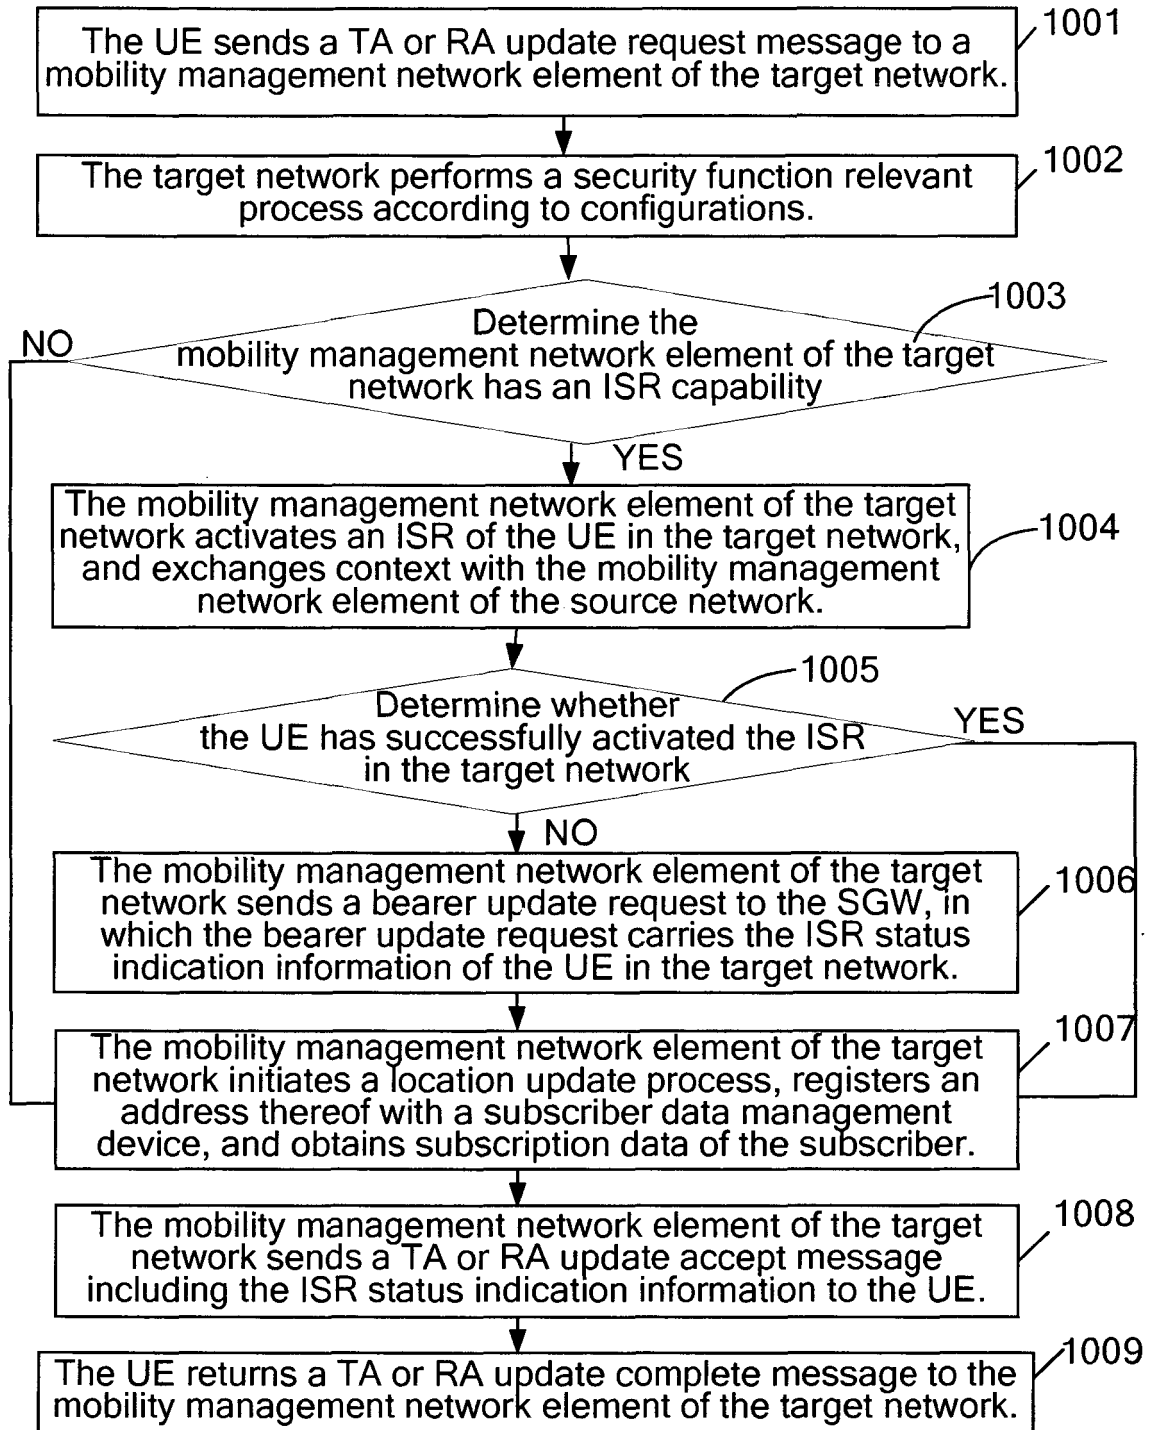 The UE sends a TA or RA update request message to a
mobility management network element of the target network.
1001
The target network performs a security function relevant
process according to configurations.
1002
1003
Determine the
mobility management network element of the target
network has an ISR capability
NO
YES
The mobility management network element of the target
network activates an ISR of the UE in the target network,
and exchanges context with the mobility management
network element of the source network.
1004
1005
Determine whether
the UE has successfully activated the ISR
in the target network
YES
NO
The mobility management network element of the target
network sends a bearer update request to the SGW, in
which the bearer update request carries the ISR status
indication information of the UE in the target network.
1006
The mobility management network element of the target
network initiates a location update process, registers an
address thereof with a subscriber data management
device, and obtains subscription data of the subscriber.
1007
The mobility management network element of the target
network sends a TA or RA update accept message
including the ISR status indication information to the UE.
1008
The UE returns a TA or RA update complete message to the
mobility management network element of the target network.
1009